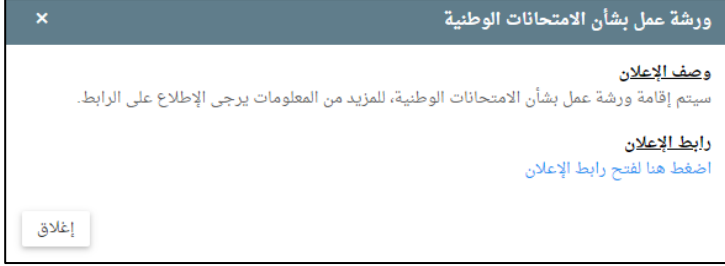 ورشة عمل بشأن الامتحانات الوطنية ×
وصف الإعلان
سيتم إقامة ورشة عمل بشأن الامتحانات الوطنية، للمزيد من المعلومات يرجى الإطلاع على الرابط.
رابط الإعلان
اضغط هنا لفتح رابط الإعلان
إغلاق